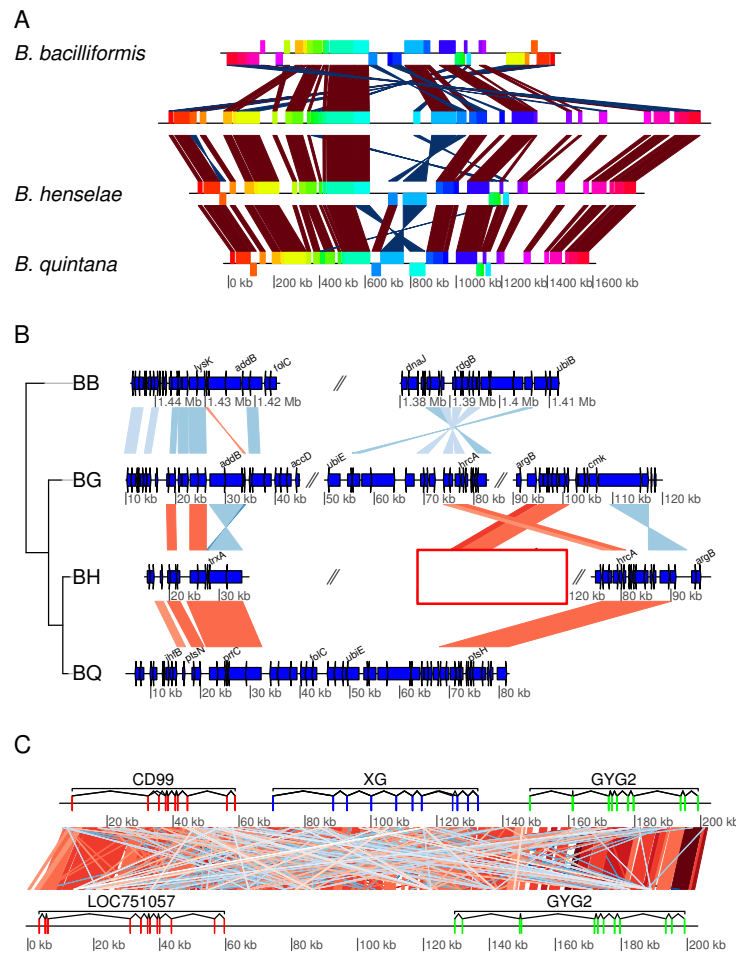 A
B. bacilliformis
B. henselae
B. quintana
0 kb 200 kb 400 kb 600 kb 800 kb 1000 kb 1200 kb 1400 kb 1600 kb
B
lysK addB folC dnaJ rdgB ubiB
BB //
1.44 Mb 1.43 Mb 1.42 Mb 1.38 Mb 1.39 Mb 1.4 Mb 1.41 Mb
addB accD ubiE hrcA argB cmk
BG // //
10 kb 20 kb 30 kb 40 kb 50 kb 60 kb 70 kb 80 kb 90 kb 100 kb 110 kb 120 kb
trxA hrcA argB
BH // //
20 kb 30 kb 120 kb 80 kb 90 kb
ihfB ptsN prfC folC ubiE ptsH
BQ
10 kb 20 kb 30 kb 40 kb 50 kb 60 kb 70 kb 80 kb
C
CD99 XG GYG2
20 kb 40 kb 60 kb 80 kb 100 kb 120 kb 140 kb 160 kb 180 kb 200 kb
LOC751057 GYG2
0 kb 20 kb 40 kb 60 kb 80 kb 100 kb 120 kb 140 kb 160 kb 180 kb 200 kb